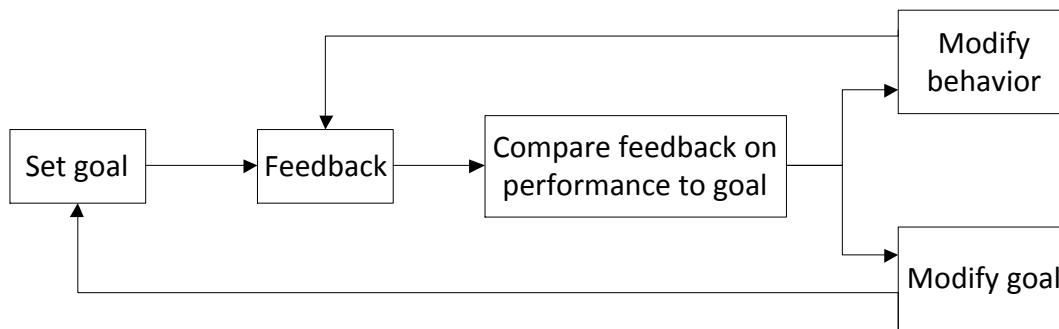 Modify
behavior
Set goal
Feedback
Compare feedback on
performance to goal
Modify goal